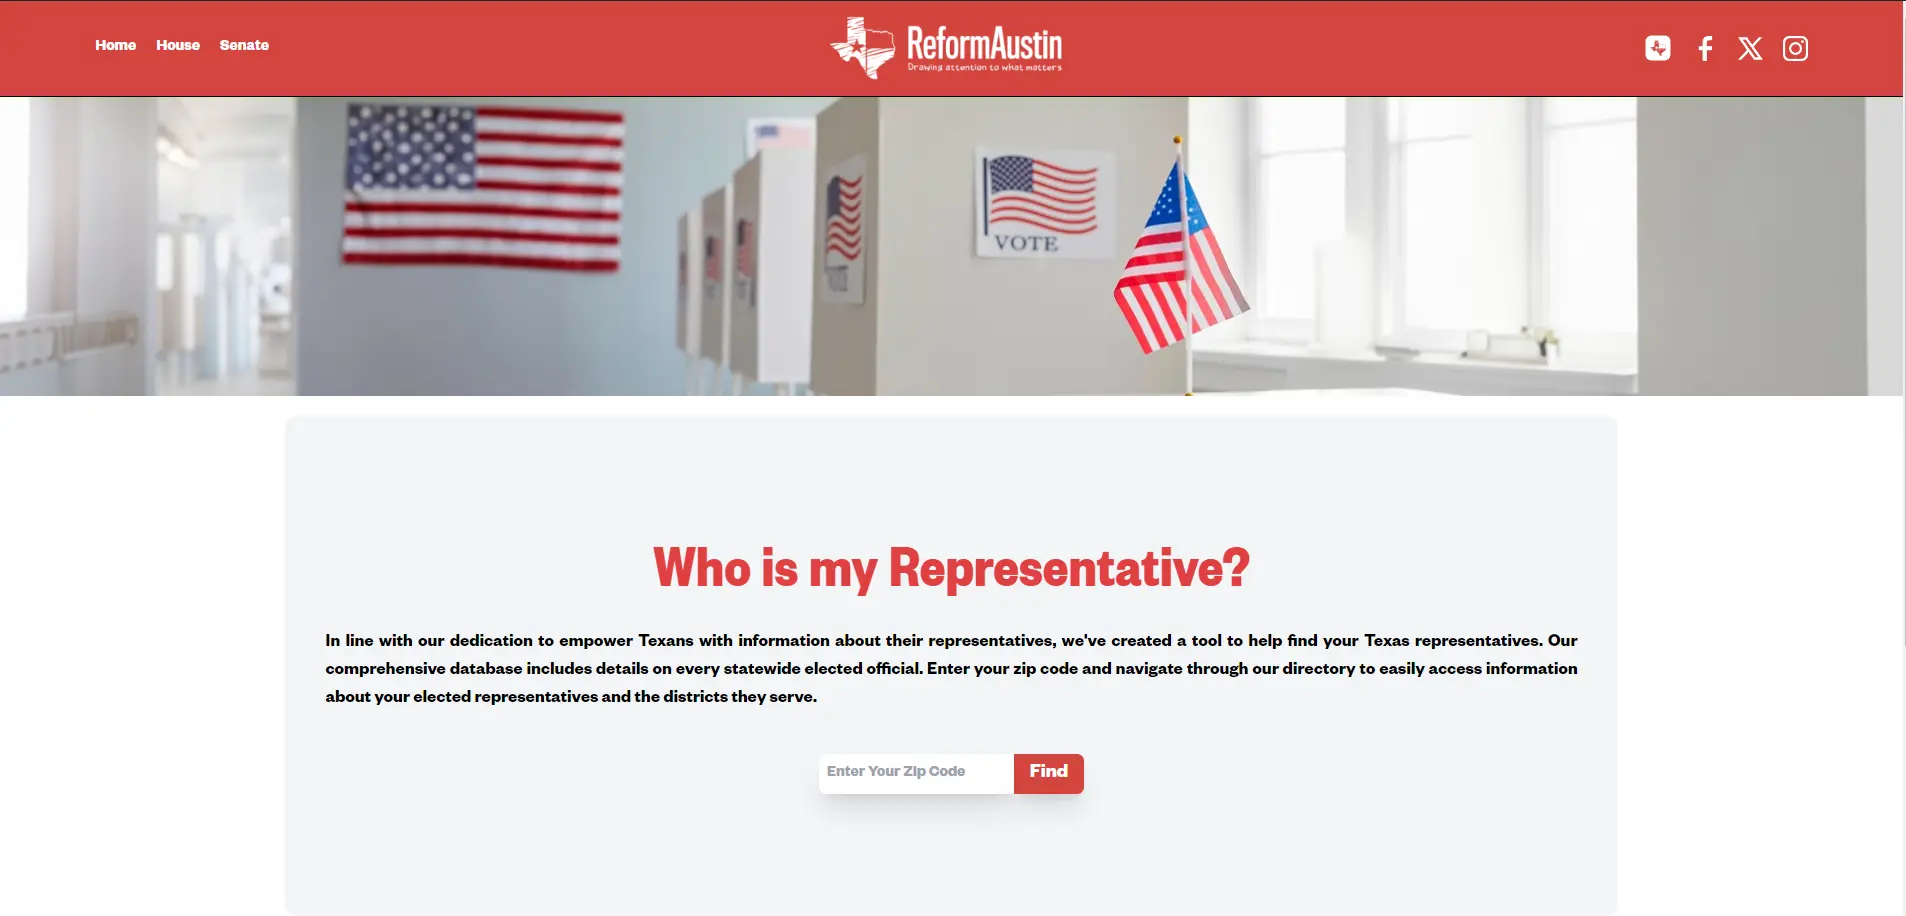 Home House Senate
ReformAustin
Drawing attention to what matters
VOTE
Who is my Representative?
In line with our dedication to empower Texans with information about their representatives, we've created a tool to help find your Texas representatives. Our
comprehensive database includes details on every statewide elected official. Enter your zip code and navigate through our directory to easily access information
about your elected representatives and the districts they serve.
Enter Your Zip Code
Find